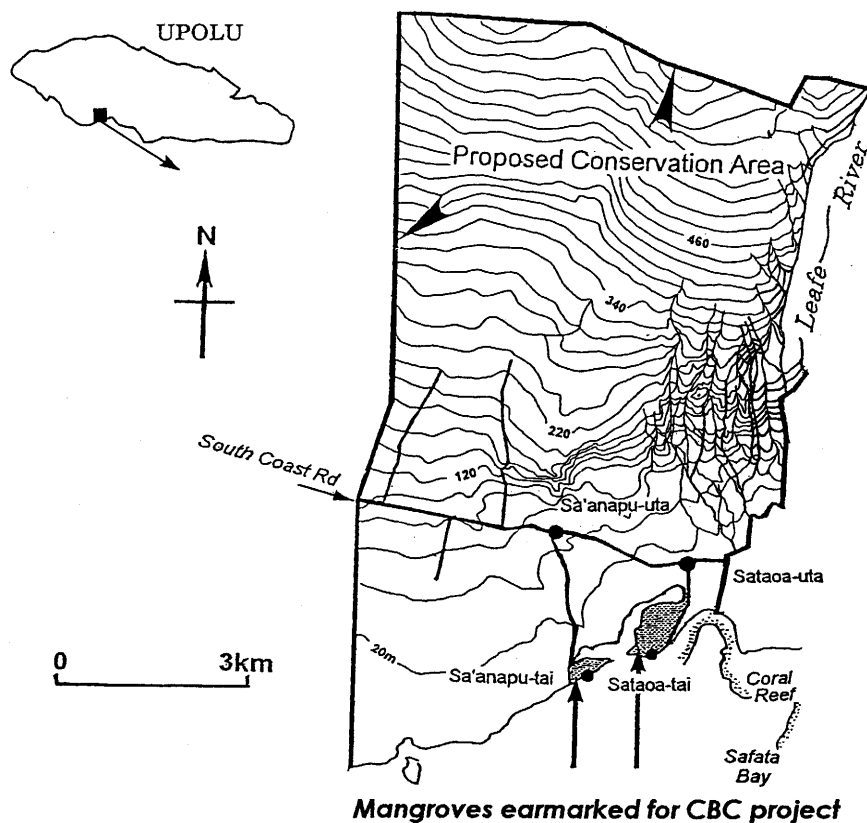 UPOLU
N
Proposed Conservation Area
Leafe River
460
340
220
120
South Coast Rd
Sa'anapu-uta
Sataoa-uta
20m
0 3km
Sa'anapu-tai
Sataoa-tai
Coral
Reef
Safata
Bay
Mangroves earmarked for CBC project